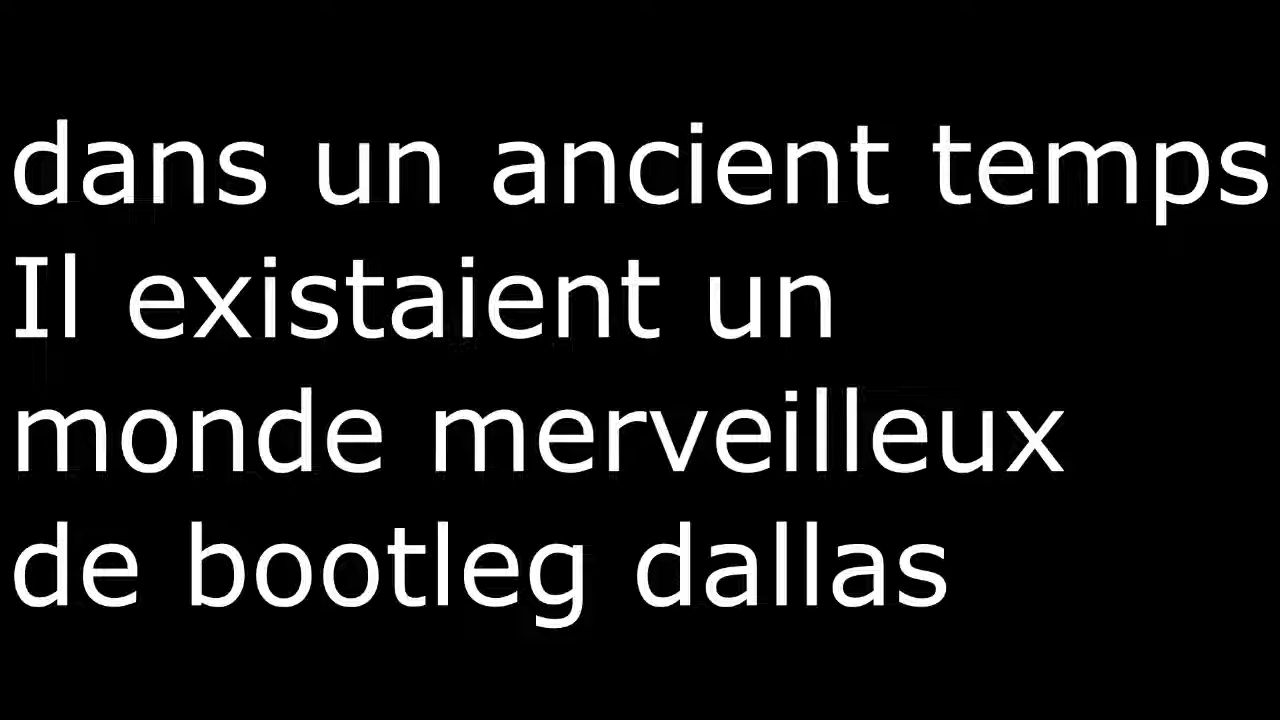 dans un ancient temps
Il existaient un
monde merveilleux
de bootleg dallas